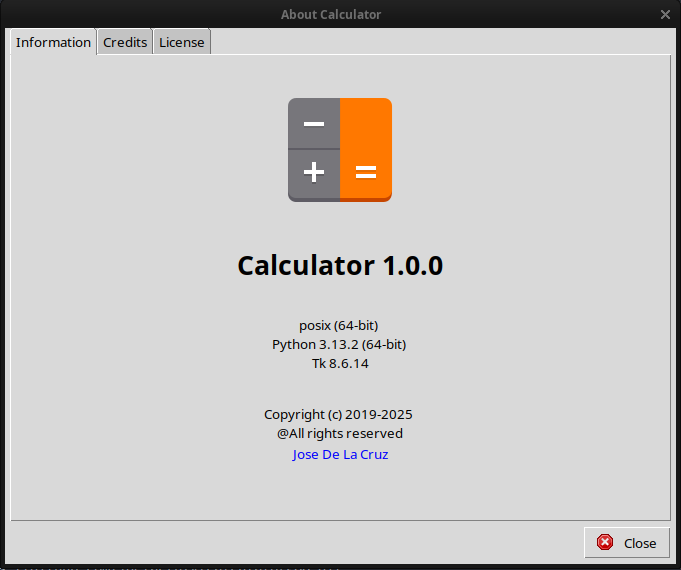 About Calculator
Information Credits License
− + =
Calculator 1.0.0
posix (64-bit)
Python 3.13.2 (64-bit)
Tk 8.6.14
Copyright (c) 2019-2025
@All rights reserved
Jose De La Cruz
Close